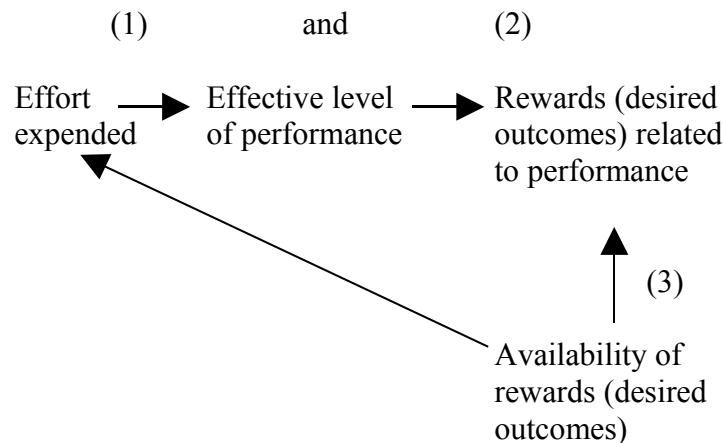 (1) and (2)
Effort
expended
Effective level
of performance
Rewards (desired
outcomes) related
to performance
(3)
Availability of
rewards (desired
outcomes)